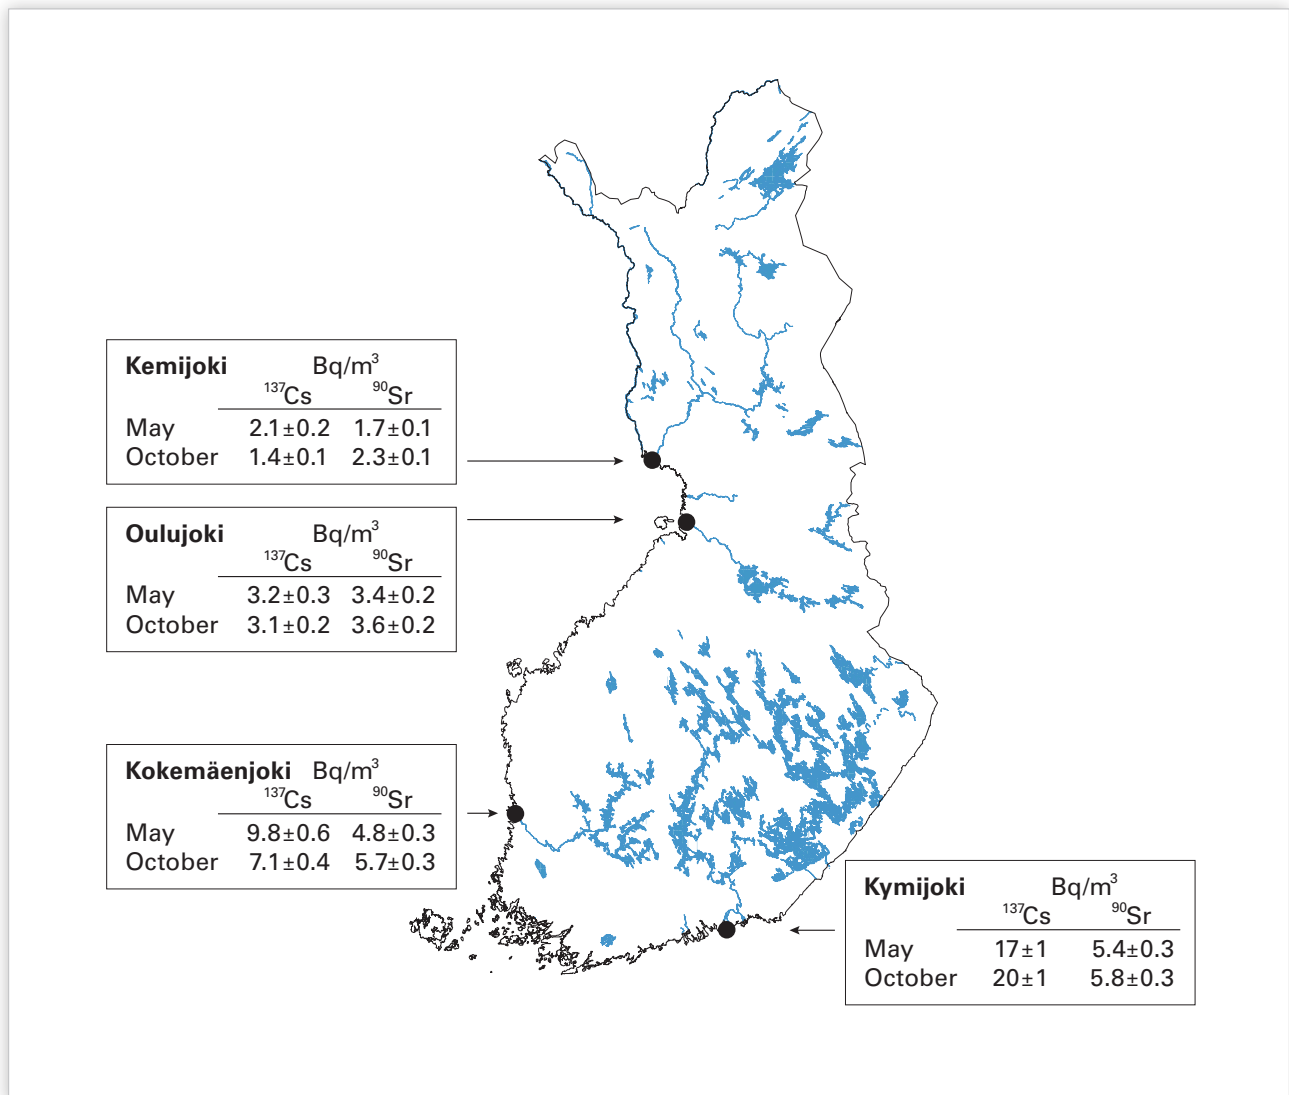 Kemijoki Bq/m³
¹³⁷Cs ⁹⁰Sr
May 2.1±0.2 1.7±0.1
October 1.4±0.1 2.3±0.1
Oulujoki Bq/m³
¹³⁷Cs ⁹⁰Sr
May 3.2±0.3 3.4±0.2
October 3.1±0.2 3.6±0.2
Kokemäenjoki Bq/m³
¹³⁷Cs ⁹⁰Sr
May 9.8±0.6 4.8±0.3
October 7.1±0.4 5.7±0.3
Kymijoki Bq/m³
¹³⁷Cs ⁹⁰Sr
May 17±1 5.4±0.3
October 20±1 5.8±0.3